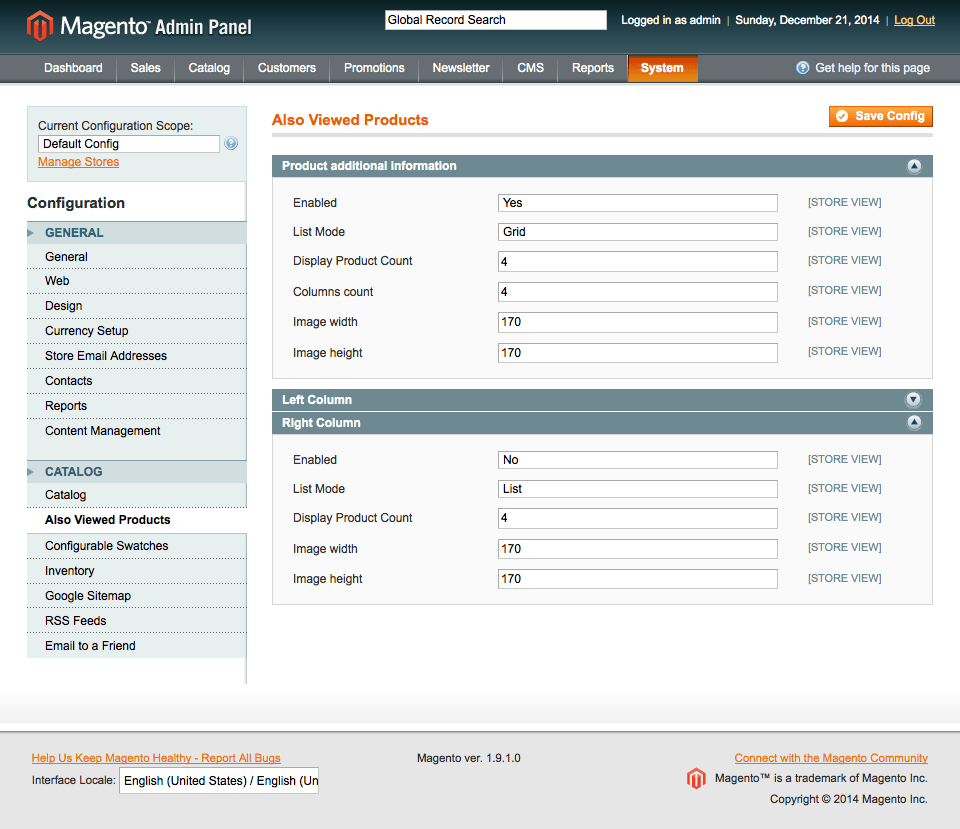 Magento™ Admin Panel
Global Record Search
Logged in as admin | Sunday, December 21, 2014 | Log Out
Dashboard Sales Catalog Customers Promotions Newsletter CMS Reports System Get help for this page
Current Configuration Scope:
Default Config
Manage Stores
Configuration
GENERAL
General
Web
Design
Currency Setup
Store Email Addresses
Contacts
Reports
Content Management
CATALOG
Catalog
Also Viewed Products
Configurable Swatches
Inventory
Google Sitemap
RSS Feeds
Email to a Friend
Also Viewed Products Save Config
Product additional Information
Enabled Yes [STORE VIEW]
List Mode Grid [STORE VIEW]
Display Product Count 4 [STORE VIEW]
Columns count 4 [STORE VIEW]
Image width 170 [STORE VIEW]
Image height 170 [STORE VIEW]
Left Column
Right Column
Enabled No [STORE VIEW]
List Mode List [STORE VIEW]
Display Product Count 4 [STORE VIEW]
Image width 170 [STORE VIEW]
Image height 170 [STORE VIEW]
Help Us Keep Magento Healthy - Report All Bugs
Interface Locale: English (United States) / English (Un
Magento ver. 1.9.1.0
Connect with the Magento Community
Magento™ is a trademark of Magento Inc.
Copyright © 2014 Magento Inc.